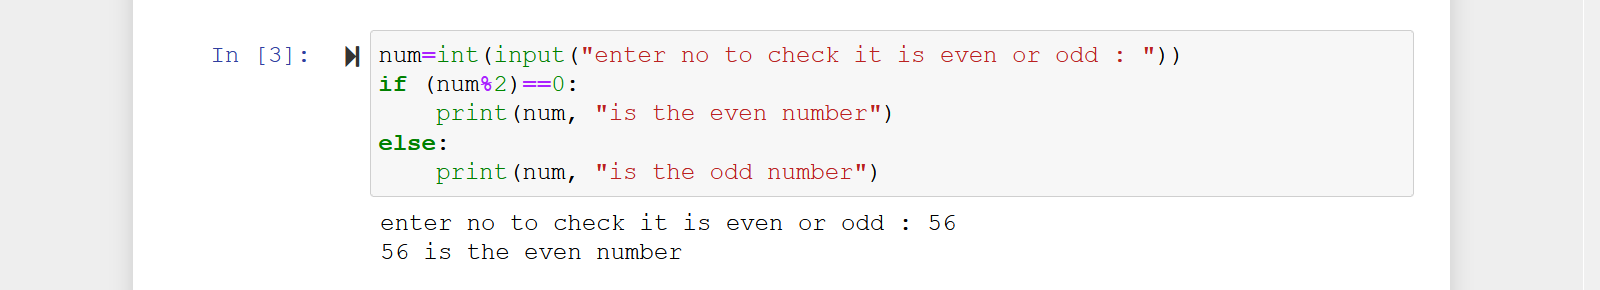 In [3]: num=int(input("enter no to check it is even or odd : "))
if (num%2)==0:
    print(num, "is the even number")
else:
    print(num, "is the odd number")
enter no to check it is even or odd : 56
56 is the even number